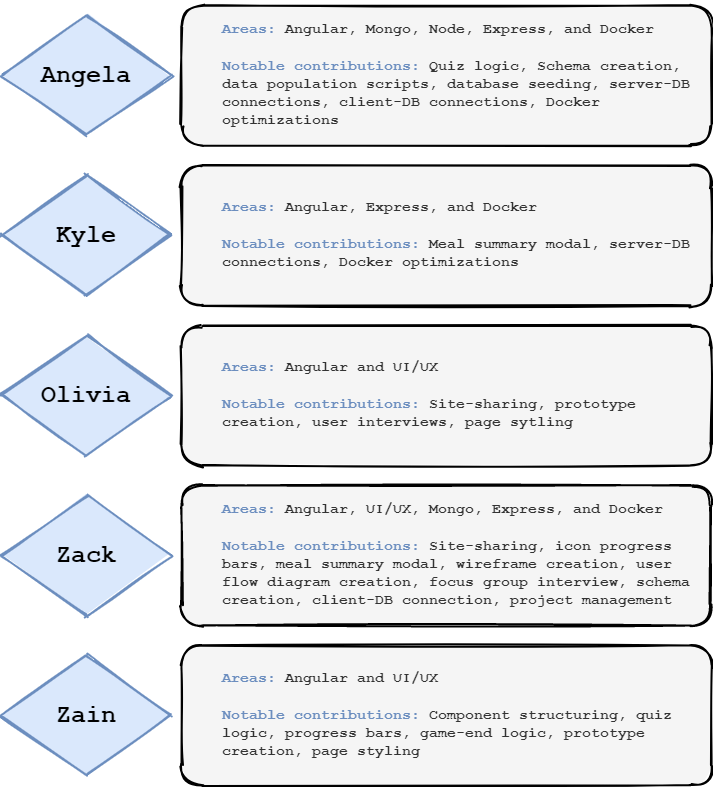 Angela
Areas: Angular, Mongo, Node, Express, and Docker
Notable contributions: Quiz logic, Schema creation,
data population scripts, database seeding, server-DB
connections, client-DB connections, Docker
optimizations
Kyle
Areas: Angular, Express, and Docker
Notable contributions: Meal summary modal, server-DB
connections, Docker optimizations
Olivia
Areas: Angular and UI/UX
Notable contributions: Site-sharing, prototype
creation, user interviews, page sytling
Zack
Areas: Angular, UI/UX, Mongo, Express, and Docker
Notable contributions: Site-sharing, icon progress
bars, meal summary modal, wireframe creation, user
flow diagram creation, focus group interview, schema
creation, client-DB connection, project management
Zain
Areas: Angular and UI/UX
Notable contributions: Component structuring, quiz
logic, progress bars, game-end logic, prototype
creation, page styling